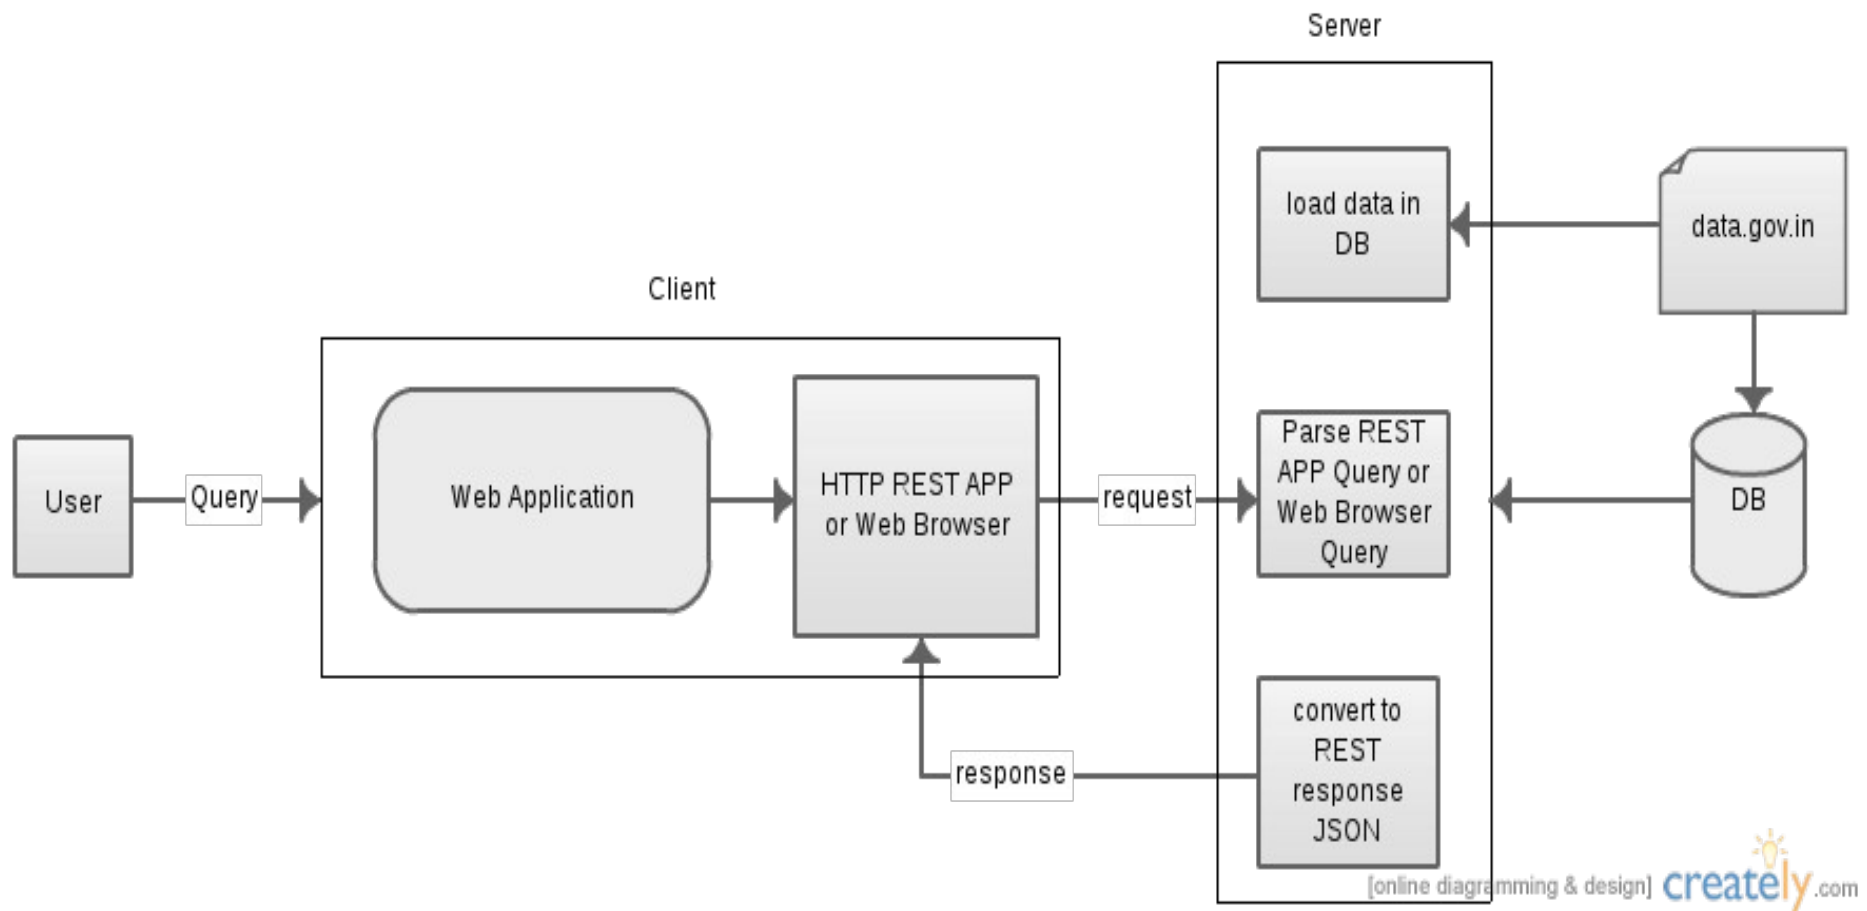 Server
load data in
DB
data.gov.in
Client
User
Query
Web Application
HTTP REST APP
or Web Browser
request
Parse REST
APP Query or
Web Browser
Query
DB
response
convert to
REST
response
JSON
[online diagramming & design] creately.com